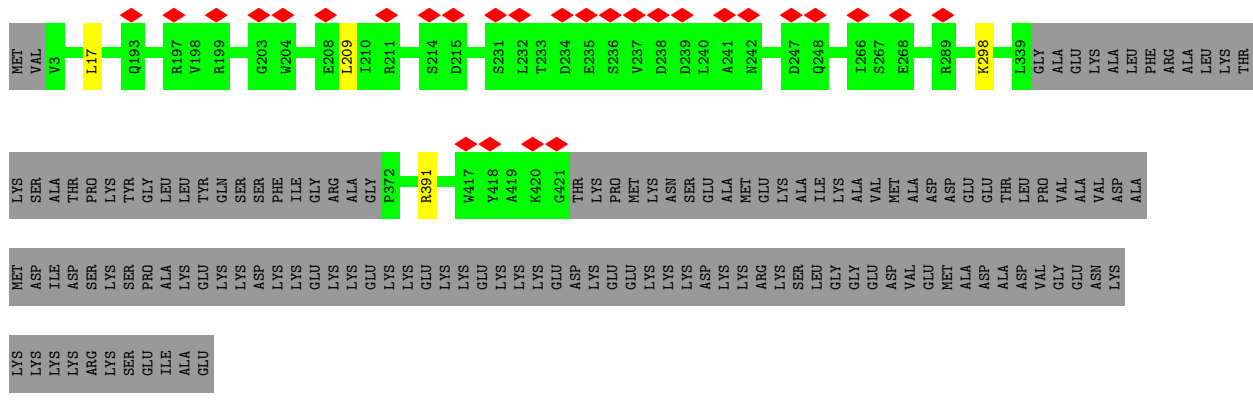 MET VAL V3 L17 Q193 R197 V198 R199 G203 W204 E208 L209 I210 R211 S214 D215 S231 L232 T233 D234 E235 S236 V237 D238 D239 L240 A241 N242 D247 Q248 I266 S267 E268 R289 K298 L339 GLY ALA GLU LYS ALA LEU PHE ARG ALA LEU LYS THR
LYS SER ALA THR PRO LYS TYR GLY LEU LEU TYR GLN SER SER PHE ILE GLY ARG ALA GLY P372 R391 W417 Y418 A419 K420 G421 THR LYS PRO MET LYS ASN SER GLU ALA MET GLU LYS ALA ILE LYS ALA VAL MET ALA ASP ASP GLU GLU THR LEU PRO VAL ALA VAL ASP ALA
MET ASP ILE ASP SER LYS SER PRO ALA LYS GLU LYS LYS ASP LYS LYS GLU LYS LYS GLU LYS LYS GLU LYS LYS GLU LYS LYS LYS GLU ASP LYS GLU GLU LYS LYS LYS ASP LYS LYS ARG LYS SER LEU GLY GLY GLU ASP VAL GLU MET ALA ASP ALA ASP VAL GLY GLU ASN LYS
LYS LYS LYS LYS ARG LYS SER GLU ILE ALA GLU